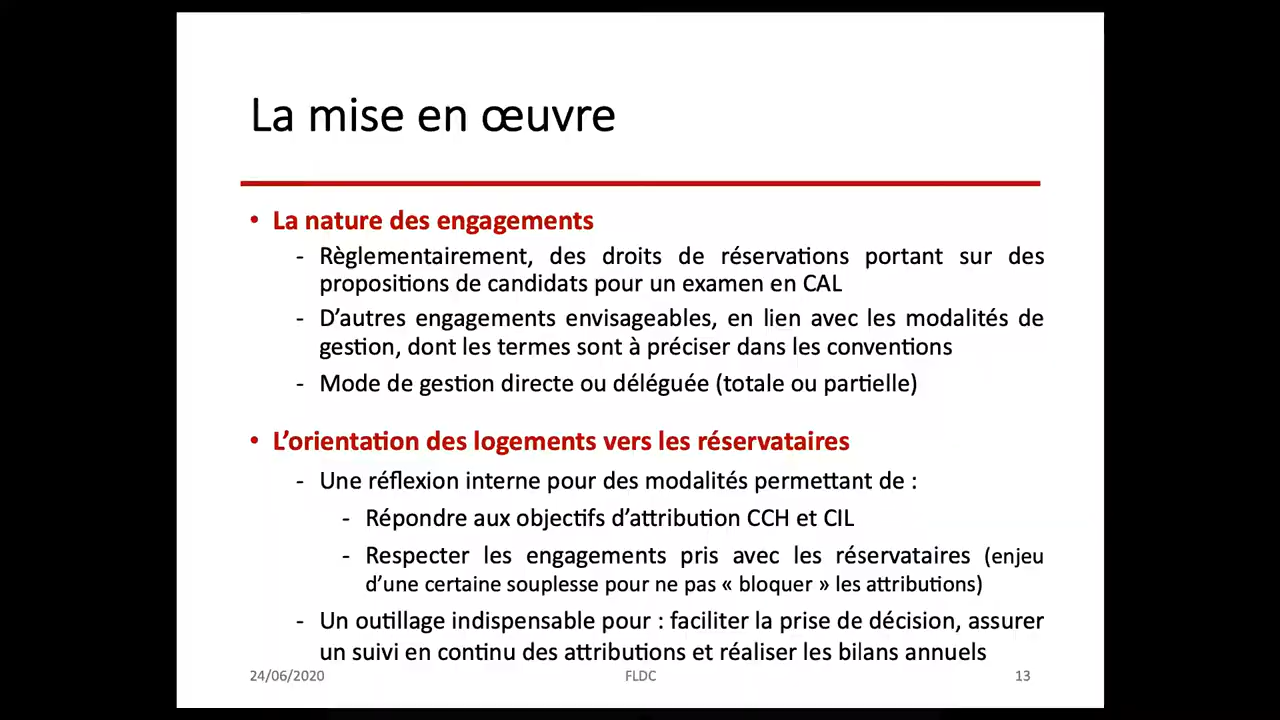 La mise en œuvre
• La nature des engagements
- Règlementairement, des droits de réservations portant sur des
propositions de candidats pour un examen en CAL
- D’autres engagements envisageables, en lien avec les modalités de
gestion, dont les termes sont à préciser dans les conventions
- Mode de gestion directe ou déléguée (totale ou partielle)
• L’orientation des logements vers les réservataires
- Une réflexion interne pour des modalités permettant de :
- Répondre aux objectifs d’attribution CCH et CIL
- Respecter les engagements pris avec les réservataires (enjeu
d’une certaine souplesse pour ne pas « bloquer » les attributions)
- Un outillage indispensable pour : faciliter la prise de décision, assurer
un suivi en continu des attributions et réaliser les bilans annuels
24/06/2020 FLDC 13